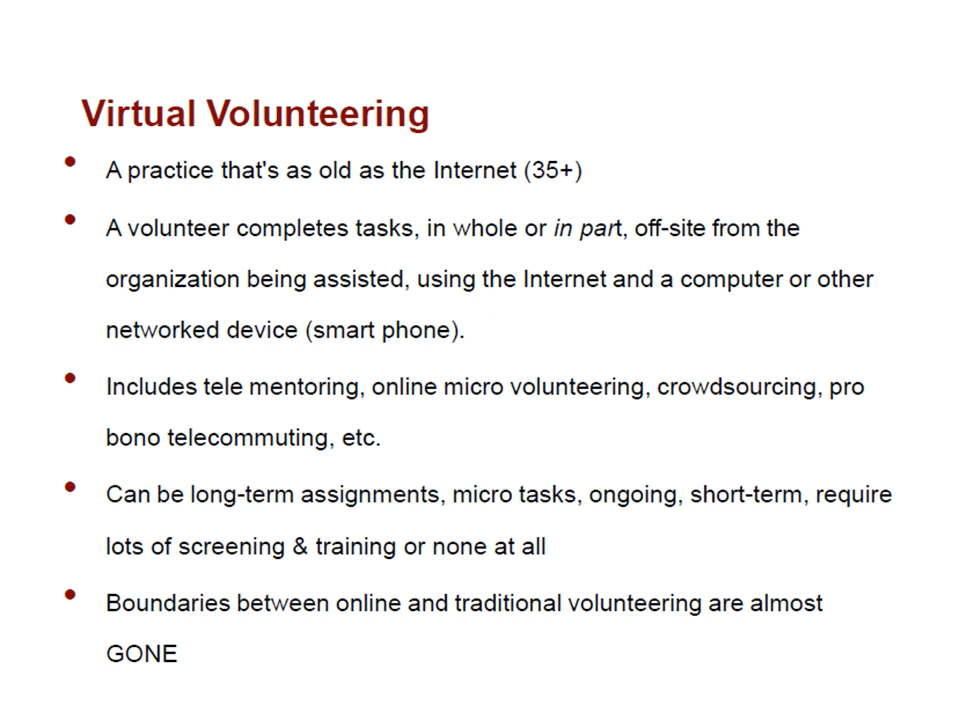 Virtual Volunteering
• A practice that's as old as the Internet (35+)
• A volunteer completes tasks, in whole or in part, off-site from the
organization being assisted, using the Internet and a computer or other
networked device (smart phone).
• Includes tele mentoring, online micro volunteering, crowdsourcing, pro
bono telecommuting, etc.
• Can be long-term assignments, micro tasks, ongoing, short-term, require
lots of screening & training or none at all
• Boundaries between online and traditional volunteering are almost
GONE